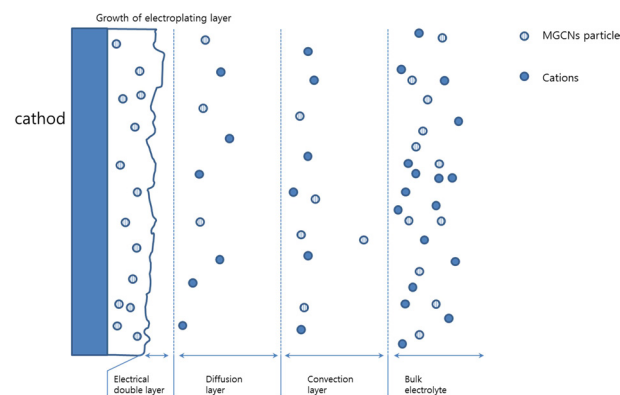 Growth of electroplating layer
MGCNs particle
Cations
cathod
Electrical
double layer
Diffusion
layer
Convection
layer
Bulk
electrolyte